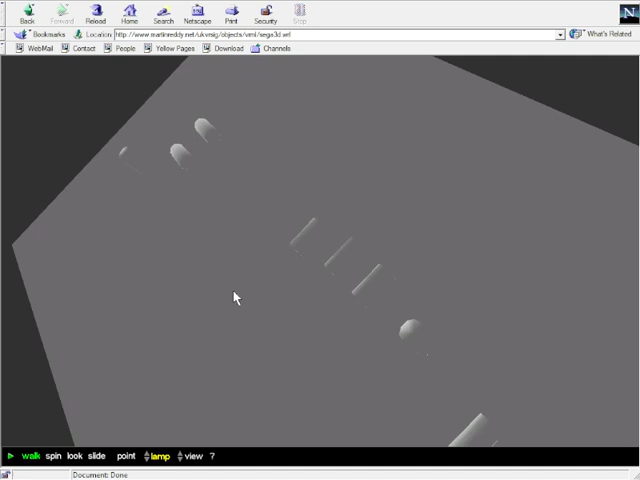 Back Forward Reload Home Search Netscape Print Security Stop N
Bookmarks Location http://www.martinreddy.net/ukvrsig/objects/vrml/sega3d.wrl What's Related
WebMail Contact People Yellow Pages Download Channels
walk spin look slide point lamp view ?
Document: Done